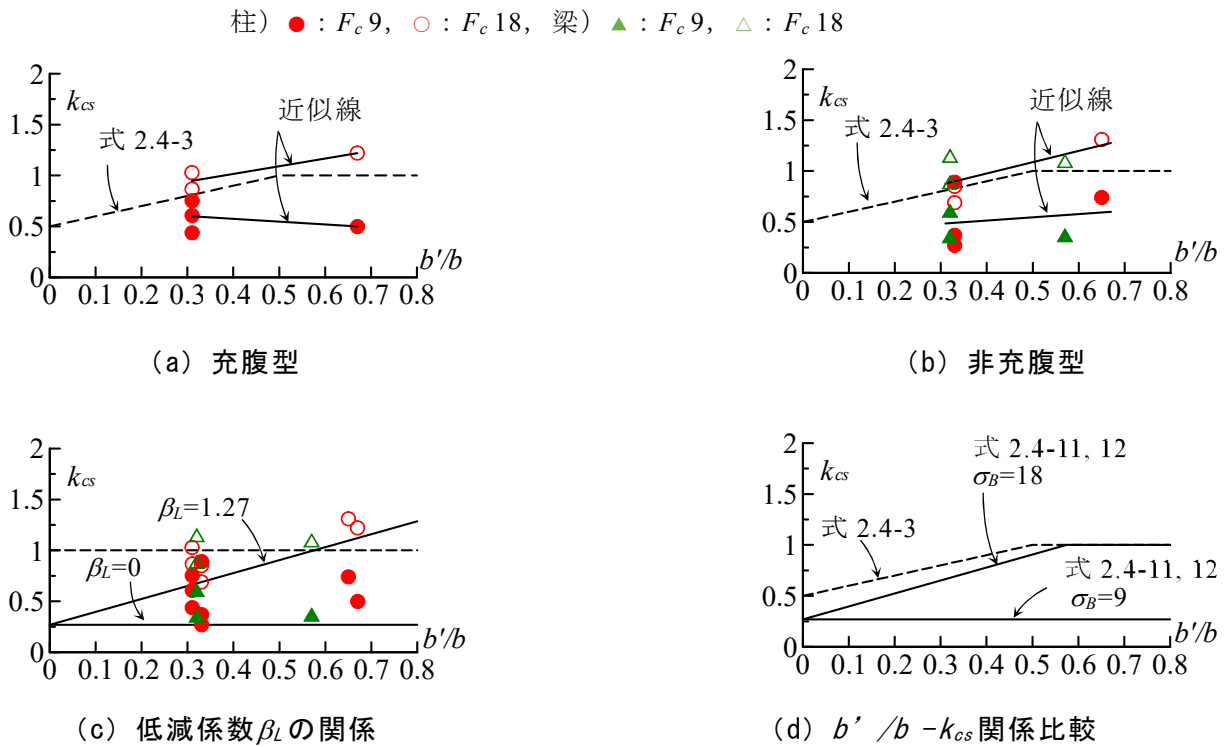 柱）● : Fc 9, ○ : Fc 18, 梁）▲ : Fc 9, △ : Fc 18
2
kcs
1.5
1
0.5
0
近似線
式 2.4-3
b'/b
0 0.1 0.2 0.3 0.4 0.5 0.6 0.7 0.8
(a) 充腹型
2
kcs
1.5
1
0.5
0
近似線
式 2.4-3
b'/b
0 0.1 0.2 0.3 0.4 0.5 0.6 0.7 0.8
(b) 非充腹型
2
kcs
1.5
1
0.5
0
βL=1.27
βL=0
b'/b
0 0.1 0.2 0.3 0.4 0.5 0.6 0.7 0.8
(c) 低減係数βLの関係
2
kcs
1.5
1
0.5
0
式 2.4-11, 12
σB=18
式 2.4-3
式 2.4-11, 12
σB=9
b'/b
0 0.1 0.2 0.3 0.4 0.5 0.6 0.7 0.8
(d) b'/b-kcs関係比較